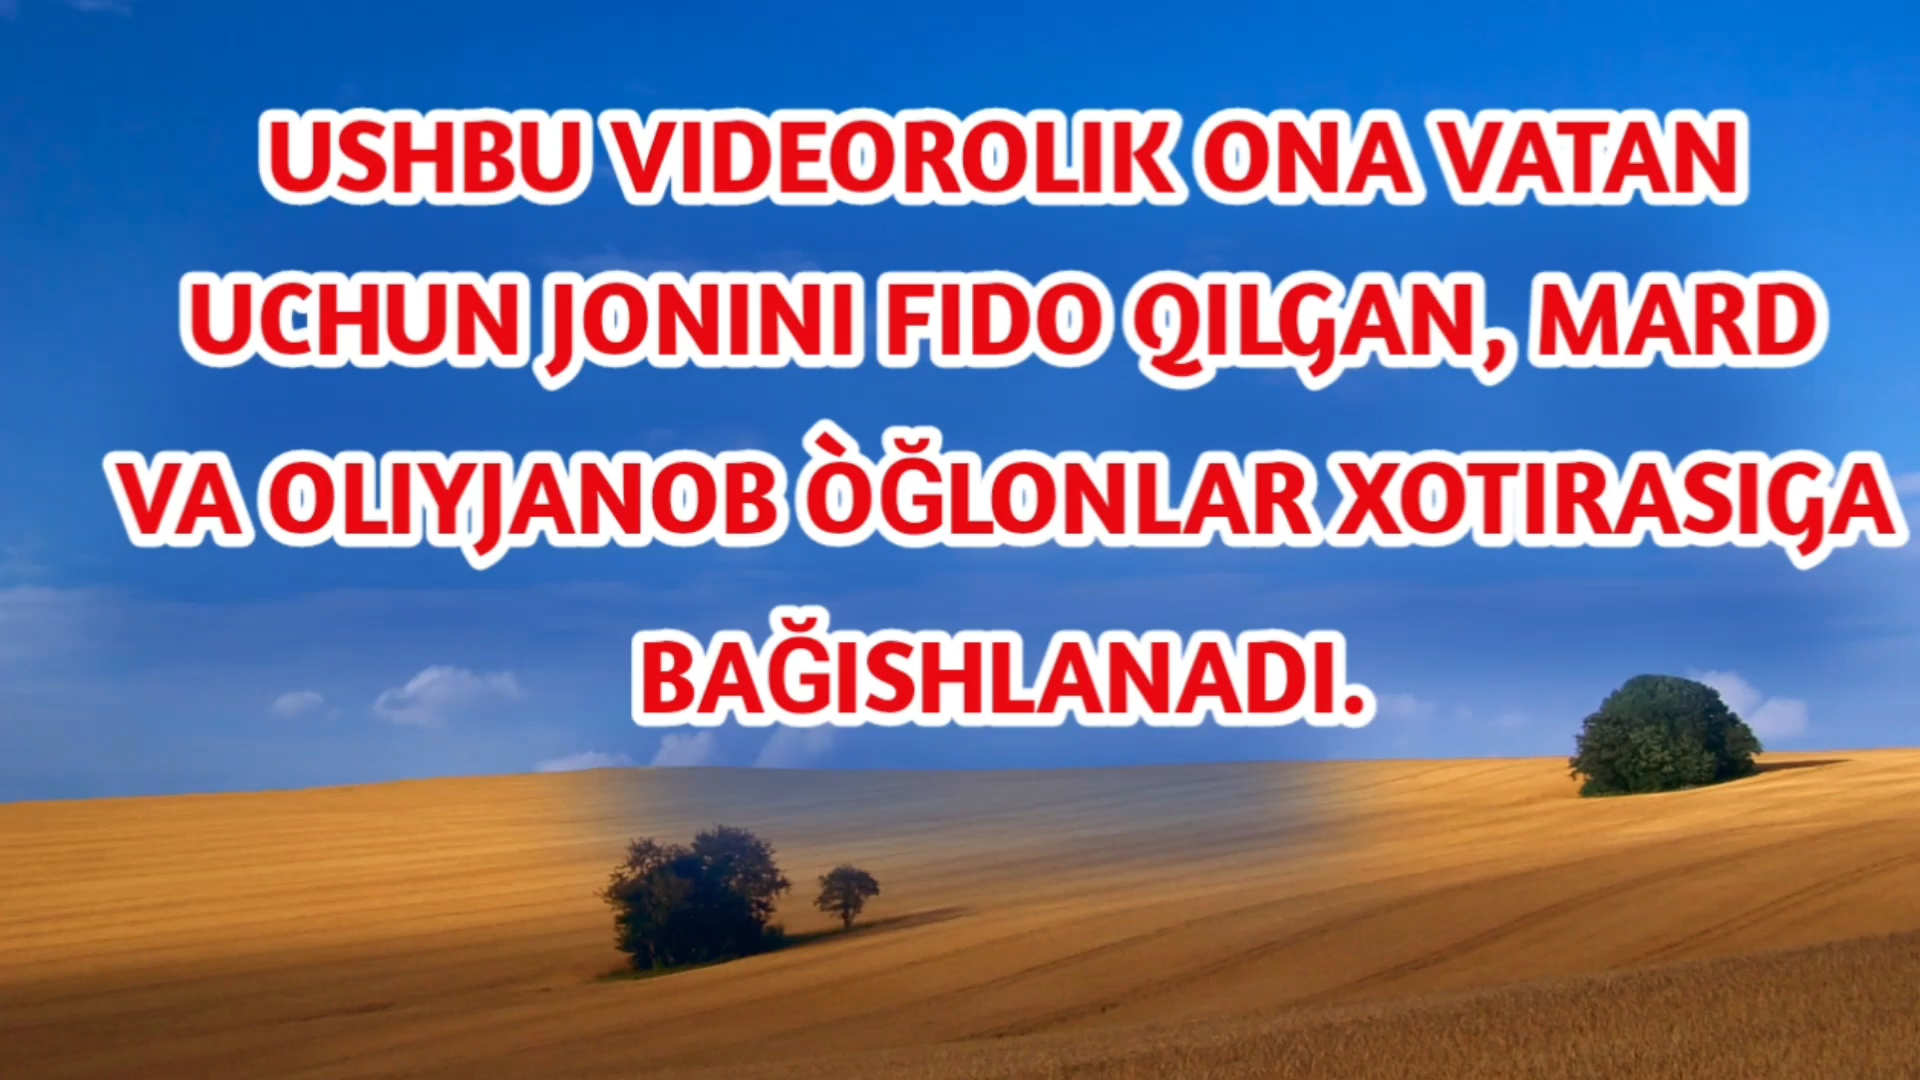 USHBU VIDEOROLIK ONA VATAN
UCHUN JONINI FIDO QILGAN, MARD
VA OLIYJANOB ÒĞLONLAR XOTIRASIGA
BAĞISHLANADI.